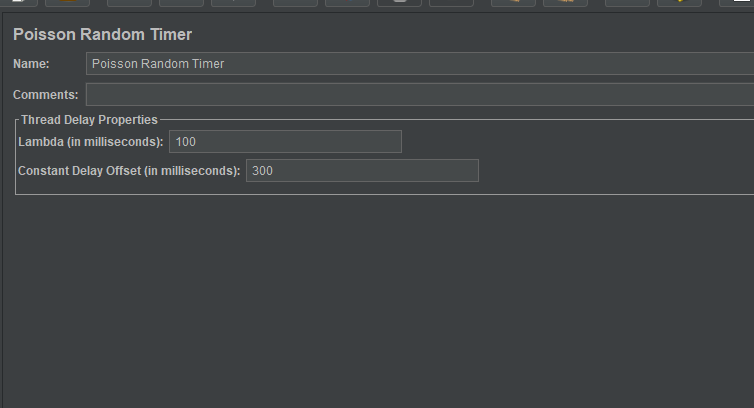 Poisson Random Timer
Name: Poisson Random Timer
Comments:
Thread Delay Properties
Lambda (in milliseconds): 100
Constant Delay Offset (in milliseconds): 300